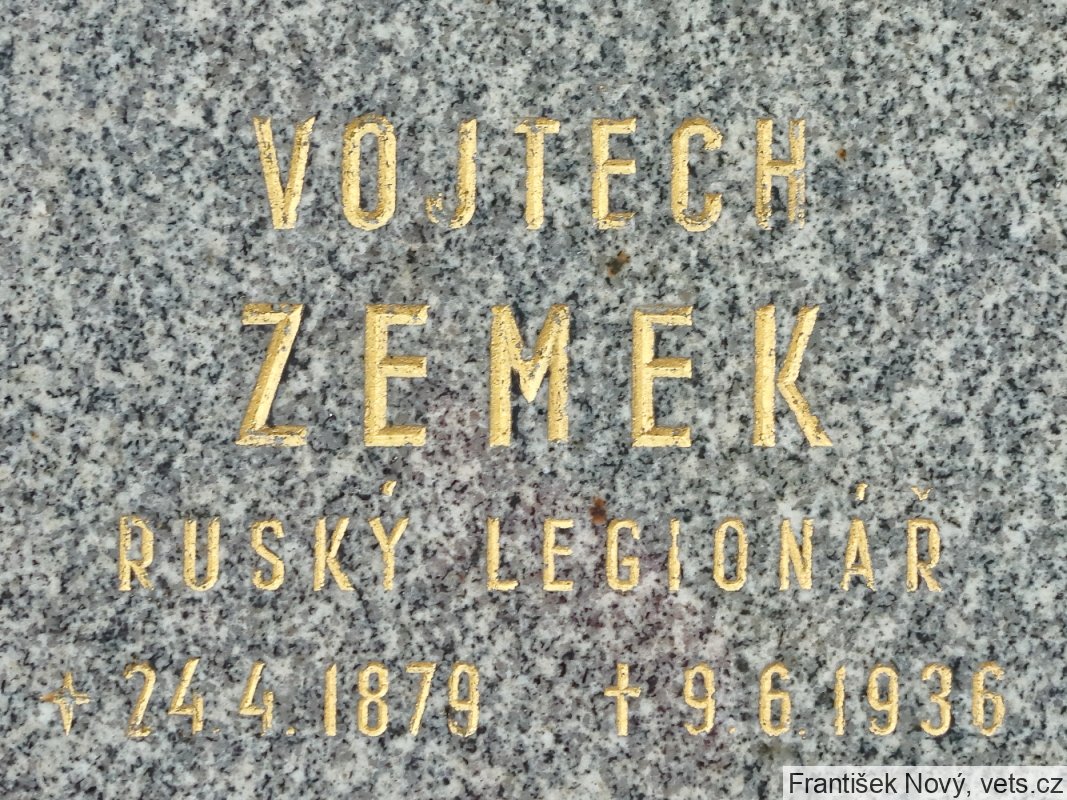 VOJTECH
ZEMEK
RUSKÝ LEGIONÁŘ
24.4.1879 † 9.6.1936
František Nový, vets.cz